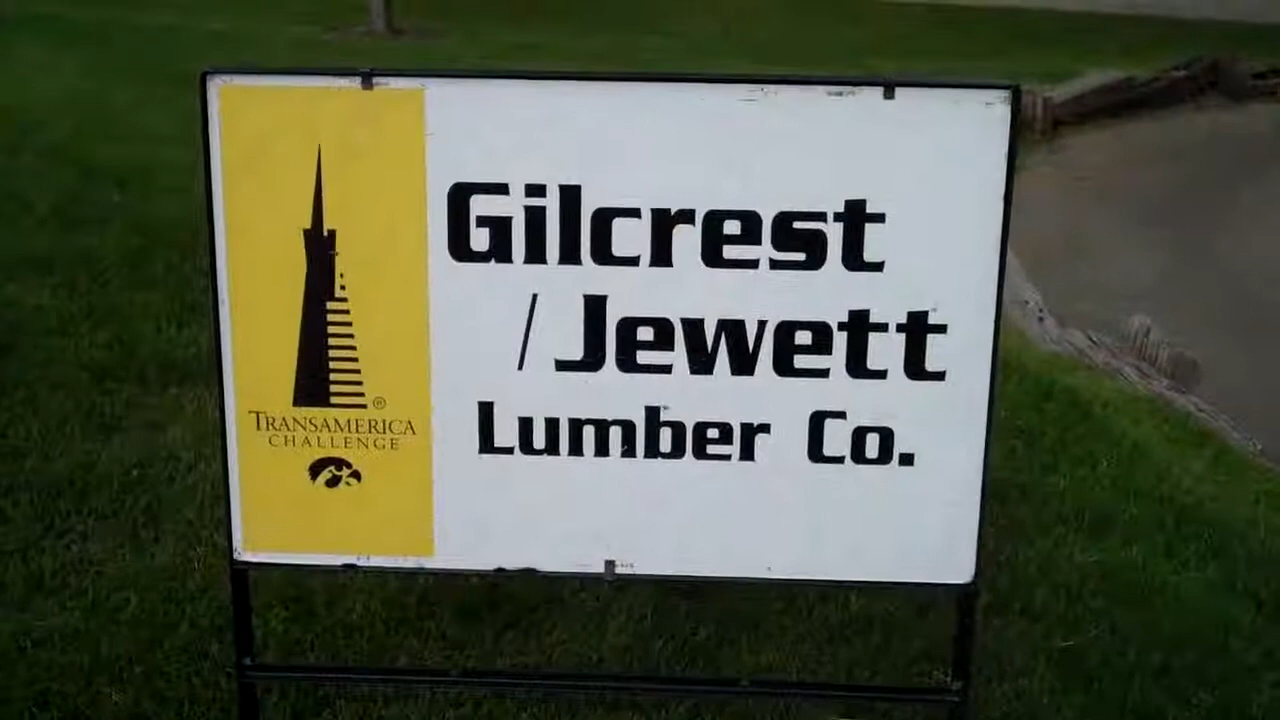 TRANSAMERICA ®
CHALLENGE
Gilcrest
/ Jewett
Lumber Co.